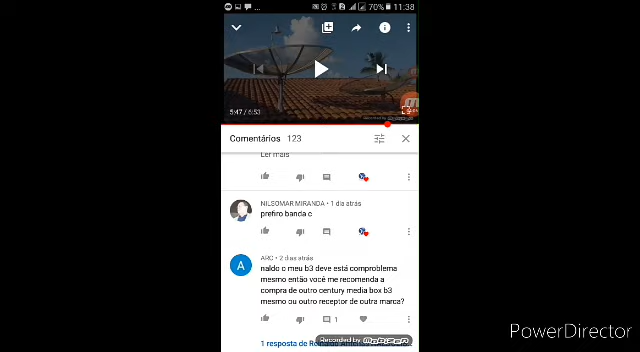 ... 70% 11:38
5:47 / 6:53
Comentários 123
Ler mais
NILSOMAR MIRANDA • 1 dia atrás
prefiro banda c
A
ARC • 2 dias atrás
naldo o meu b3 deve está comproblema
mesmo então você me recomenda a
compra de outro century media box b3
mesmo ou outro receptor de outra marca?
1
1 resposta de
Recorded by
mobizen
PowerDirector